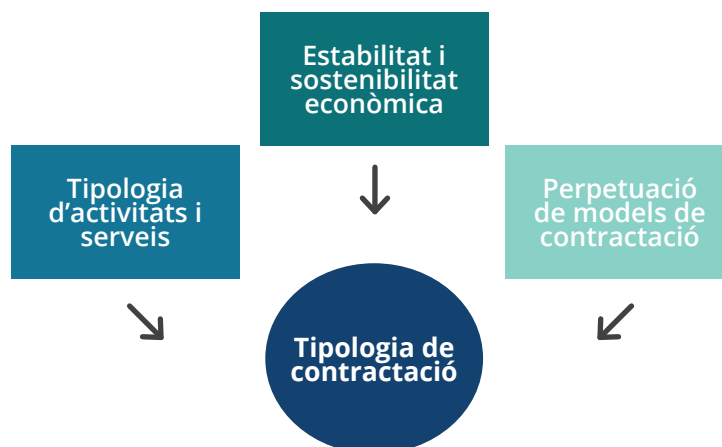 Estabilitat i
sostenibilitat
econòmica
Tipologia
d’activitats i
serveis
Perpetuació
de models de
contractació
Tipologia de
contractació